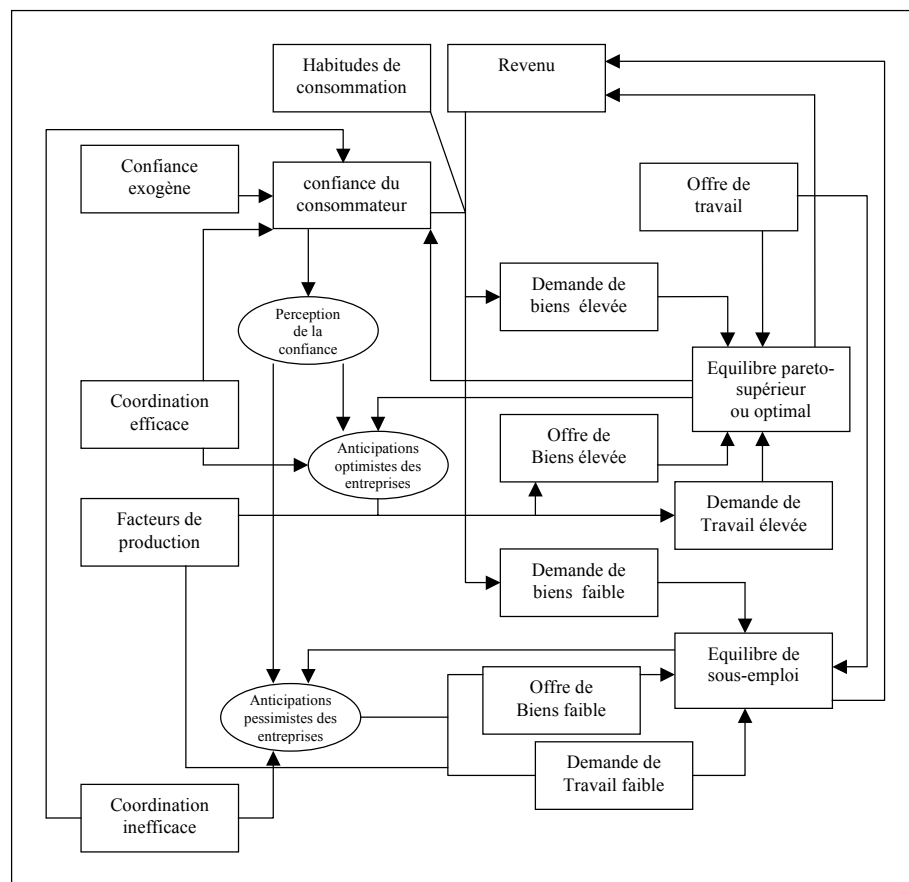 Habitudes de
consommation
Revenu
Confiance
exogène
confiance du
consommateur
Offre de
travail
Demande de
biens élevée
Perception
de la
confiance
Equilibre pareto-
supérieur
ou optimal
Coordination
efficace
Offre de
Biens élevée
Anticipations
optimistes des
entreprises
Facteurs de
production
Demande de
Travail élevée
Demande de
biens faible
Equilibre de
sous-emploi
Offre de
Biens faible
Anticipations
pessimistes des
entreprises
Demande de
Travail faible
Coordination
inefficace